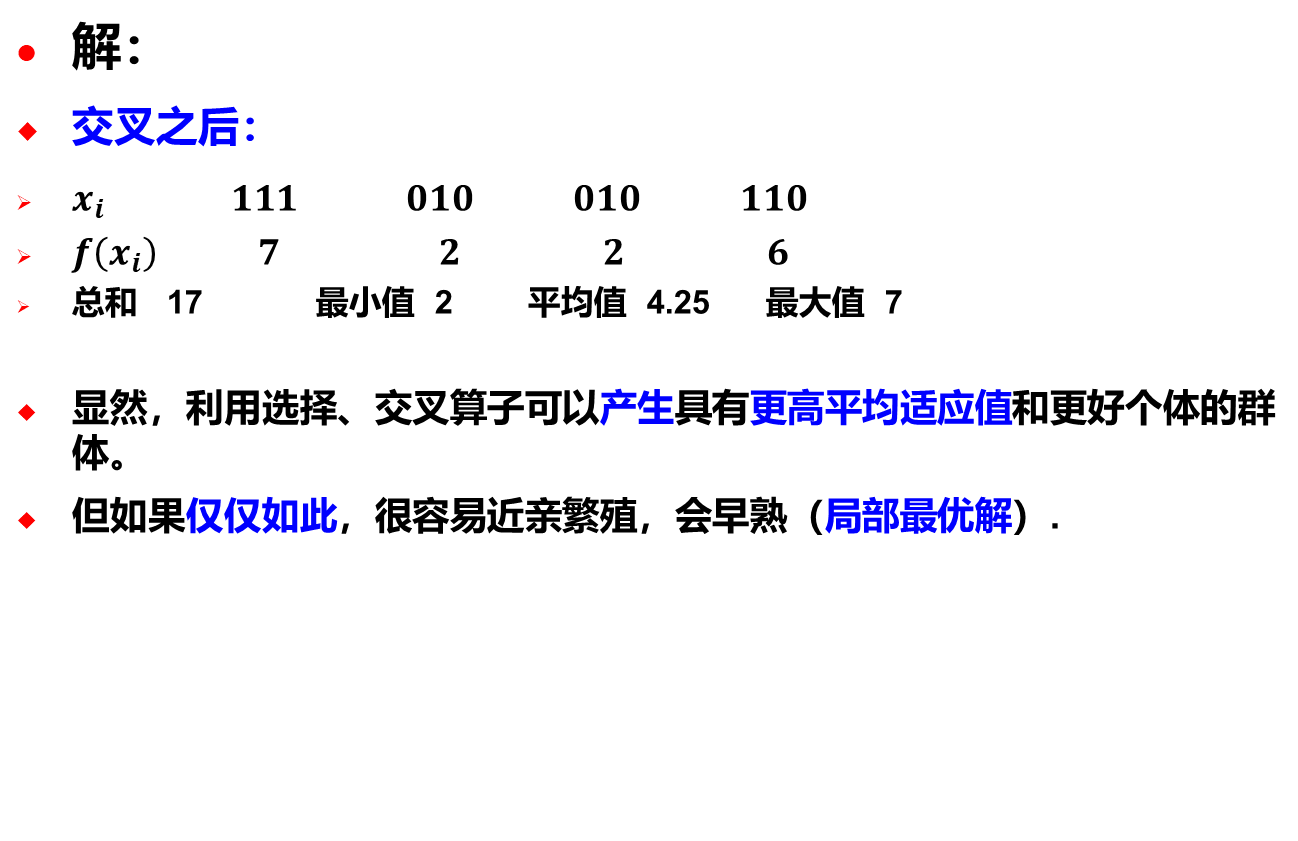 解：
交叉之后：
x_i 111 010 010 110
f(x_i) 7 2 2 6
总和 17 最小值 2 平均值 4.25 最大值 7
显然，利用选择、交叉算子可以产生具有更高平均适应值和更好个体的群
体。
但如果仅仅如此，很容易近亲繁殖，会早熟（局部最优解）.